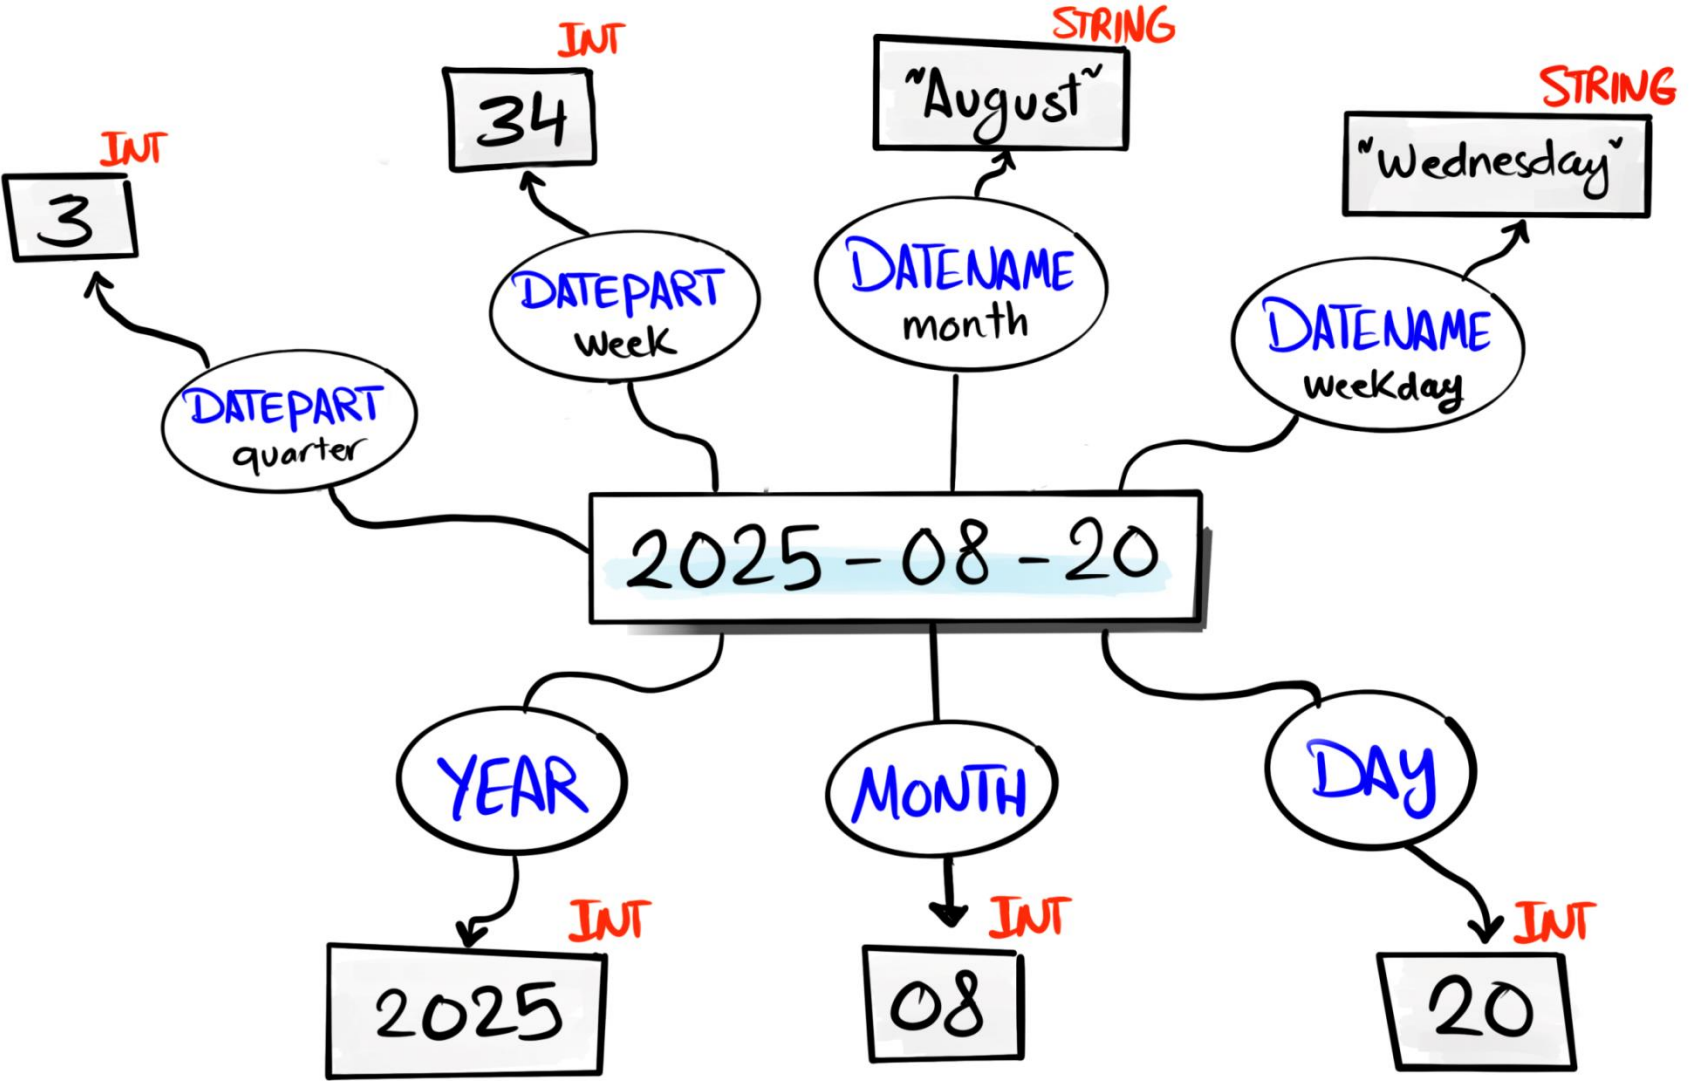 INT
3
DATEPART
quarter
INT
34
DATEPART
week
STRING
"August"
DATENAME
month
STRING
"Wednesday"
DATENAME
weekday
2025-08-20
YEAR
INT
2025
MONTH
INT
08
DAY
INT
20